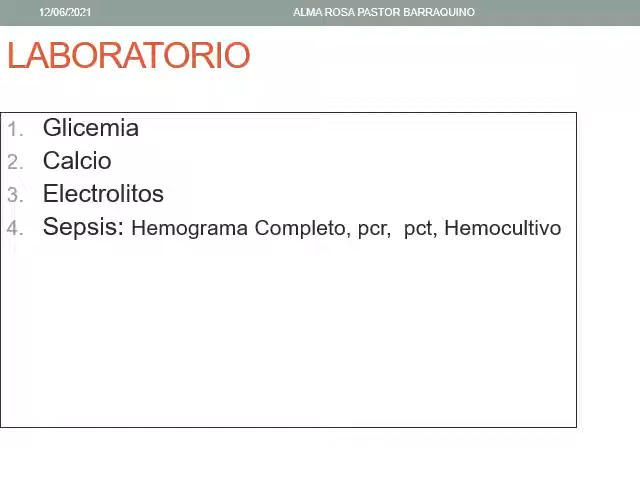 12/06/2021 ALMA ROSA PASTOR BARRAQUINO
LABORATORIO
1. Glicemia
2. Calcio
3. Electrolitos
4. Sepsis: Hemograma Completo, pcr, pct, Hemocultivo